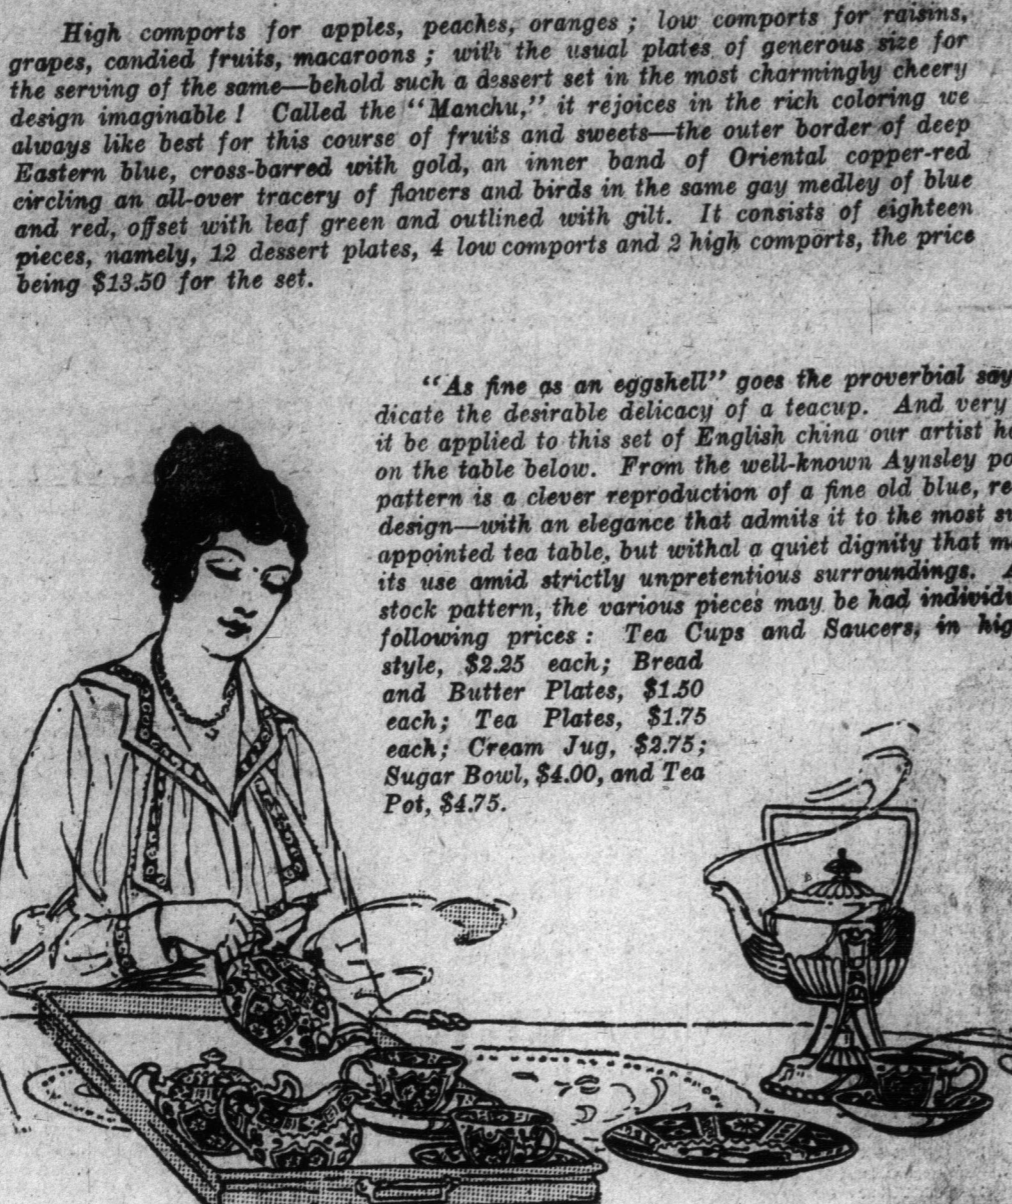 High comports for apples, peaches, oranges ; low comports for raisins,
grapes, candied fruits, macaroons ; with the usual plates of generous size for
the serving of the same—behold such a dessert set in the most charmingly cheery
design imaginable ! Called the "Manchu," it rejoices in the rich coloring we
always like best for this course of fruits and sweets—the outer border of deep
Eastern blue, cross-barred with gold, an inner band of Oriental copper-red
circling an all-over tracery of flowers and birds in the same gay medley of blue
and red, offset with leaf green and outlined with gilt. It consists of eighteen
pieces, namely, 12 dessert plates, 4 low comports and 2 high comports, the price
being $13.50 for the set.
"As fine as an eggshell" goes the proverbial say
dicate the desirable delicacy of a teacup. And very
it be applied to this set of English china our artist ha
on the table below. From the well-known Aynsley po
pattern is a clever reproduction of a fine old blue, re
design—with an elegance that admits it to the most su
appointed tea table, but withal a quiet dignity that m
its use amid strictly unpretentious surroundings. A
stock pattern, the various pieces may be had individu
following prices : Tea Cups and Saucers, in hig
style, $2.25 each; Bread
and Butter Plates, $1.50
each; Tea Plates, $1.75
each; Cream Jug, $2.75;
Sugar Bowl, $4.00, and Tea
Pot, $4.75.